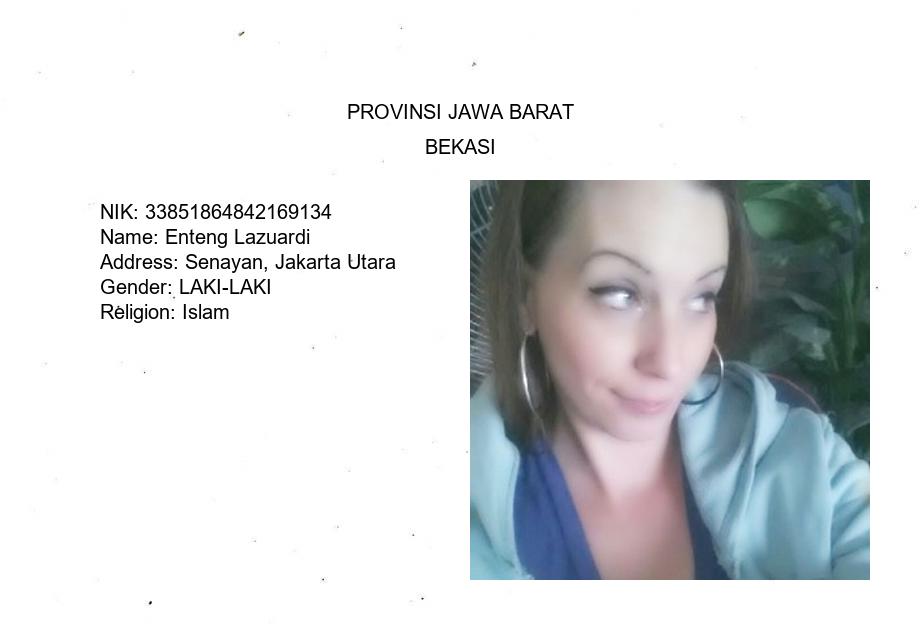 PROVINSI JAWA BARAT
BEKASI
NIK: 33851864842169134
Name: Enteng Lazuardi
Address: Senayan, Jakarta Utara
Gender: LAKI-LAKI
Religion: Islam